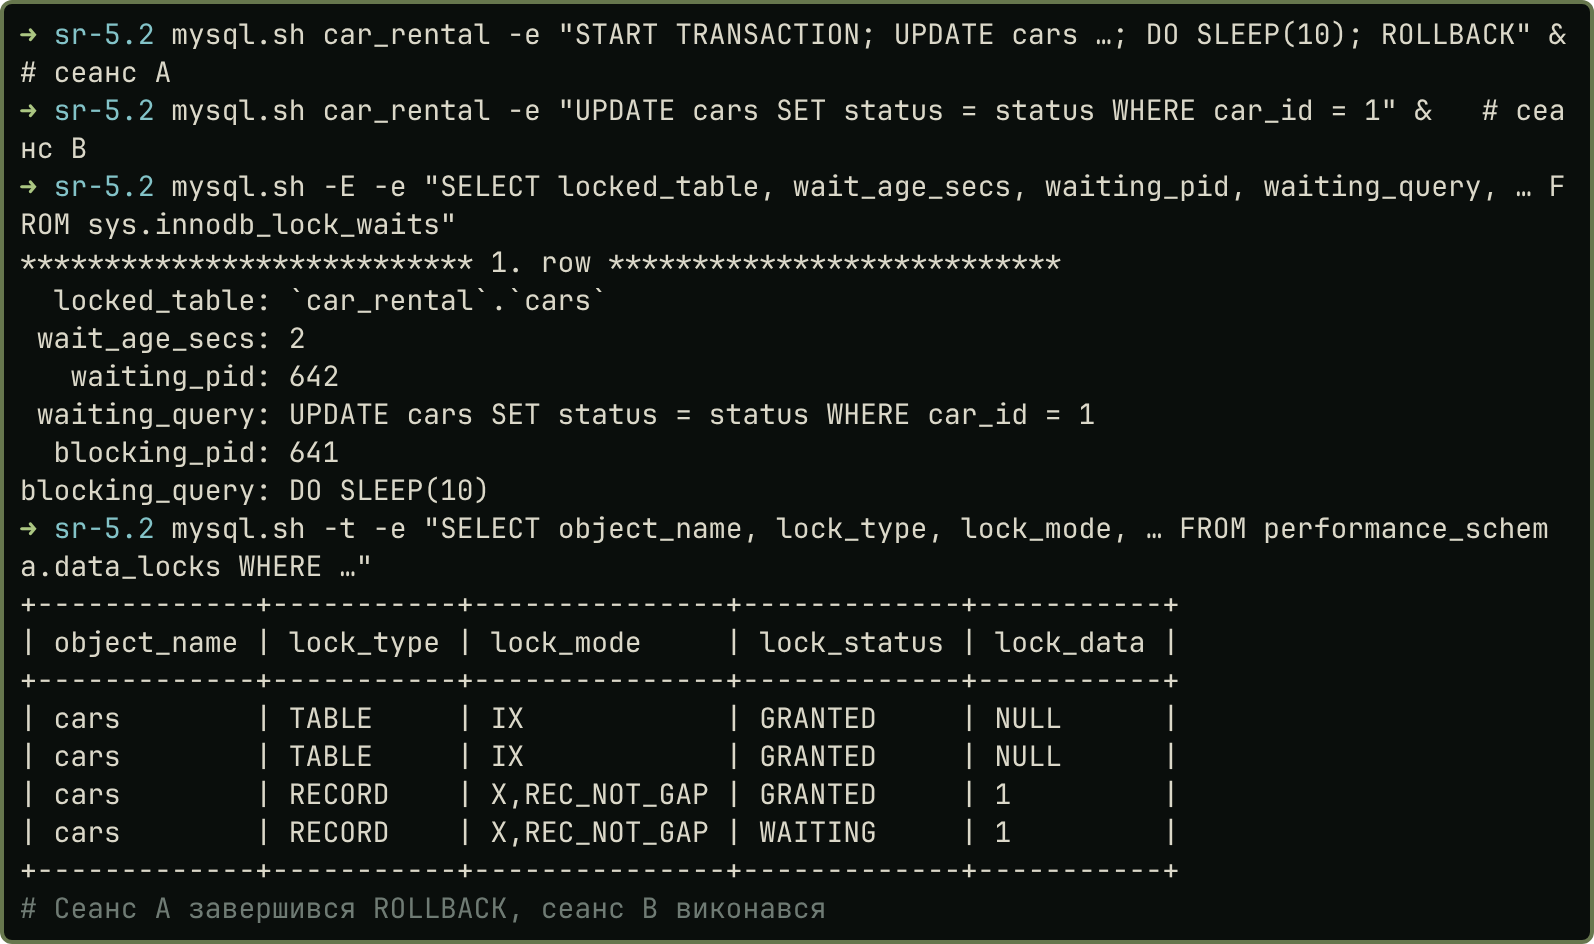 → sr-5.2 mysql.sh car_rental -e "START TRANSACTION; UPDATE cars …; DO SLEEP(10); ROLLBACK" &
# сеанс A
→ sr-5.2 mysql.sh car_rental -e "UPDATE cars SET status = status WHERE car_id = 1" &   # сеа
нс B
→ sr-5.2 mysql.sh -E -e "SELECT locked_table, wait_age_secs, waiting_pid, waiting_query, … F
ROM sys.innodb_lock_waits"
*************************** 1. row ***************************
  locked_table: `car_rental`.`cars`
 wait_age_secs: 2
   waiting_pid: 642
 waiting_query: UPDATE cars SET status = status WHERE car_id = 1
  blocking_pid: 641
blocking_query: DO SLEEP(10)
→ sr-5.2 mysql.sh -t -e "SELECT object_name, lock_type, lock_mode, … FROM performance_schem
a.data_locks WHERE …"
+-------------+-----------+---------------+-------------+-----------+
| object_name | lock_type | lock_mode     | lock_status | lock_data |
+-------------+-----------+---------------+-------------+-----------+
| cars        | TABLE     | IX            | GRANTED     | NULL      |
| cars        | TABLE     | IX            | GRANTED     | NULL      |
| cars        | RECORD    | X,REC_NOT_GAP | GRANTED     | 1         |
| cars        | RECORD    | X,REC_NOT_GAP | WAITING     | 1         |
+-------------+-----------+---------------+-------------+-----------+
# Сеанс A завершився ROLLBACK, сеанс B виконався